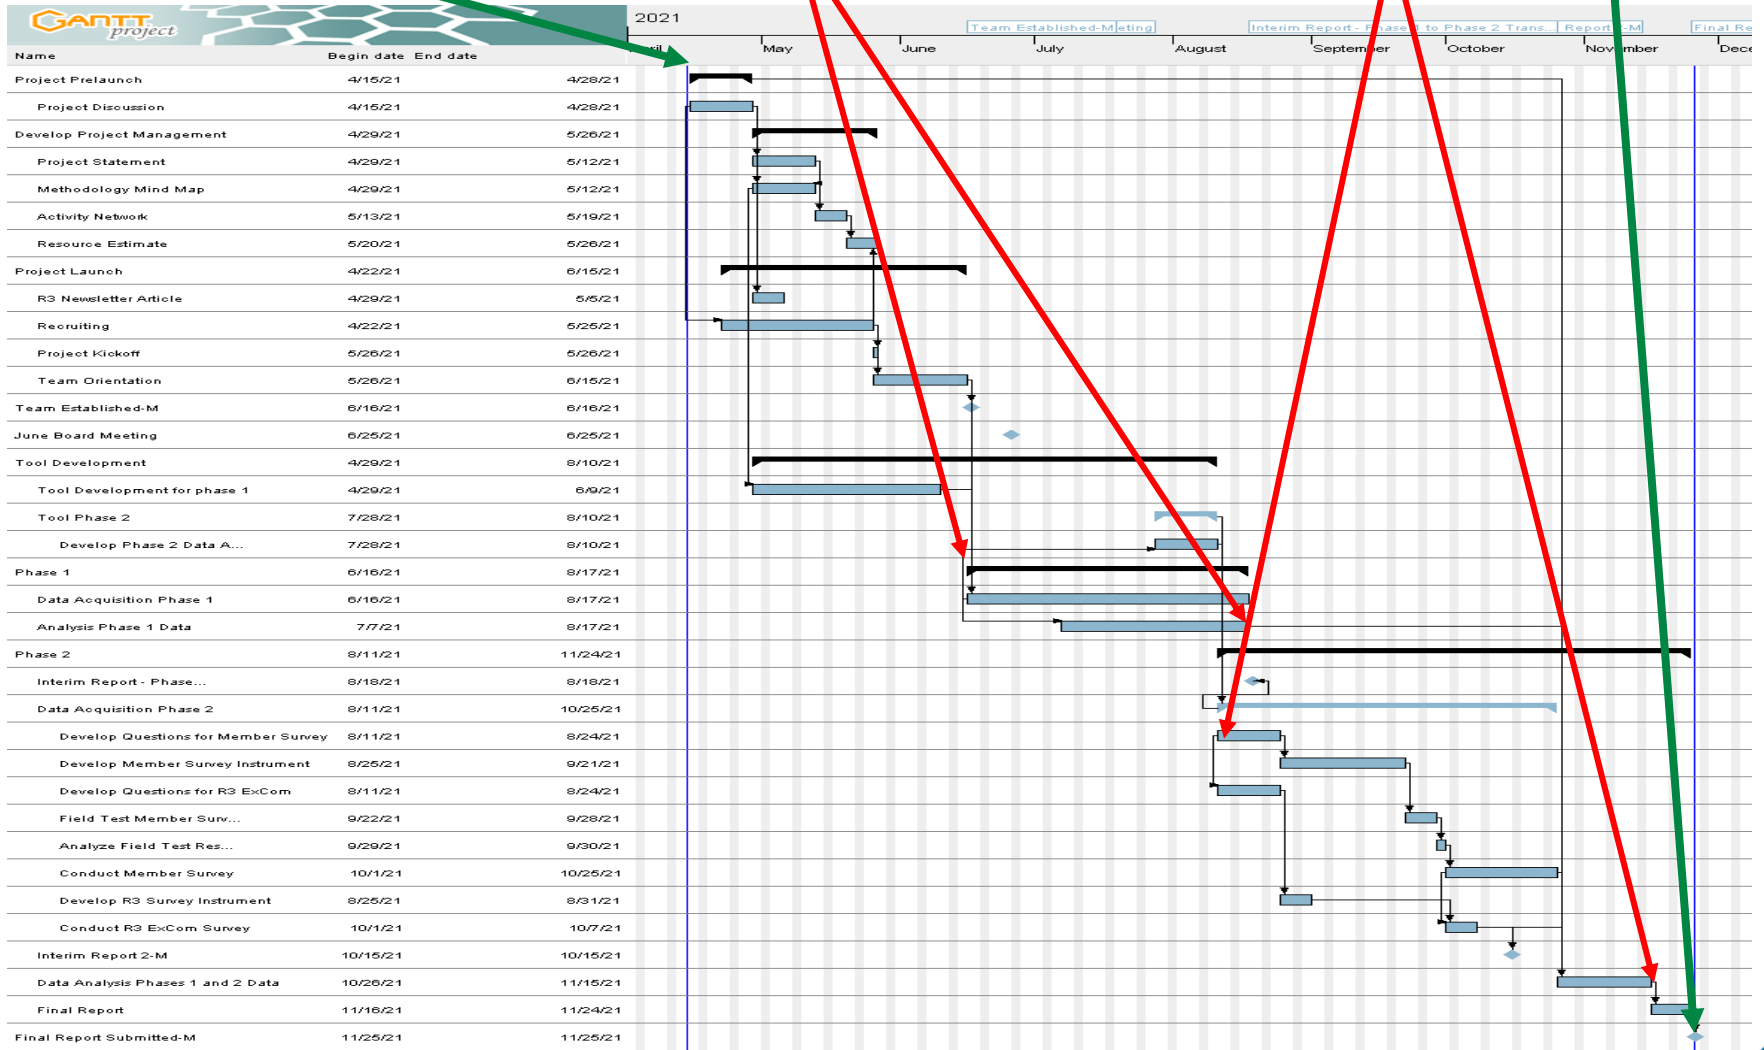 GANTT
project
2021
Team Established-M eting
Interim Report - Phase 1 to Phase 2 Trans... Report -M
Final Re
April May June July August September October November Dece
Name Begin date End date
Project Prelaunch 4/15/21 4/28/21
Project Discussion 4/15/21 4/28/21
Develop Project Management 4/29/21 5/26/21
Project Statement 4/29/21 5/12/21
Methodology Mind Map 4/29/21 5/12/21
Activity Network 5/13/21 5/19/21
Resource Estimate 5/20/21 5/26/21
Project Launch 4/22/21 6/15/21
R3 Newsletter Article 4/29/21 5/5/21
Recruiting 4/22/21 5/25/21
Project Kickoff 5/26/21 5/26/21
Team Orientation 5/26/21 6/15/21
Team Established-M 6/16/21 6/16/21
June Board Meeting 6/25/21 6/25/21
Tool Development 4/29/21 8/10/21
Tool Development for phase 1 4/29/21 6/9/21
Tool Phase 2 7/28/21 8/10/21
Develop Phase 2 Data A... 7/28/21 8/10/21
Phase 1 6/16/21 8/17/21
Data Acquisition Phase 1 6/16/21 8/17/21
Analysis Phase 1 Data 7/7/21 8/17/21
Phase 2 8/11/21 11/24/21
Interim Report - Phase... 8/18/21 8/18/21
Data Acquisition Phase 2 8/11/21 10/25/21
Develop Questions for Member Survey 8/11/21 8/24/21
Develop Member Survey Instrument 8/25/21 9/21/21
Develop Questions for R3 ExCom 8/11/21 8/24/21
Field Test Member Surv... 9/22/21 9/28/21
Analyze Field Test Res... 9/29/21 9/30/21
Conduct Member Survey 10/1/21 10/25/21
Develop R3 Survey Instrument 8/25/21 8/31/21
Conduct R3 ExCom Survey 10/1/21 10/7/21
Interim Report 2-M 10/15/21 10/15/21
Data Analysis Phases 1 and 2 Data 10/26/21 11/15/21
Final Report 11/16/21 11/24/21
Final Report Submitted-M 11/25/21 11/25/21